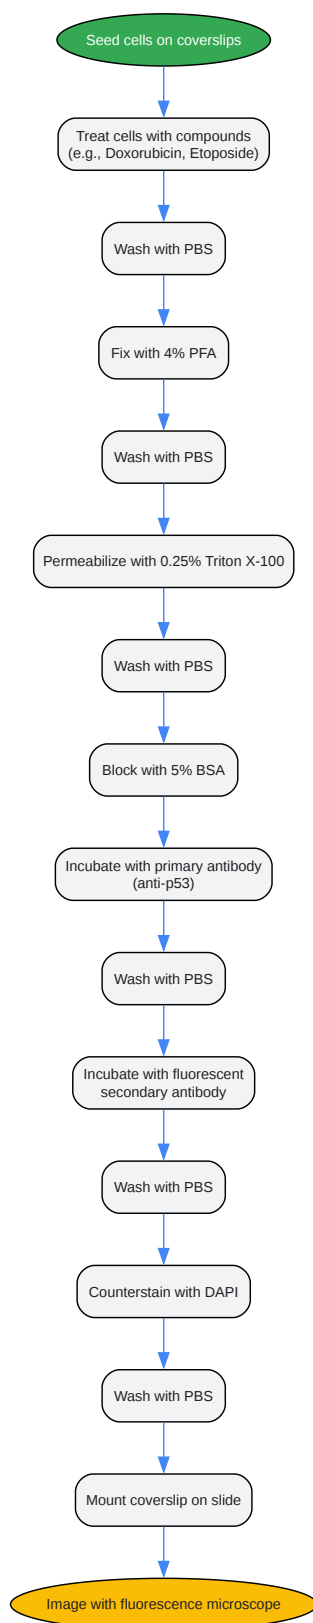 Seed cells on coverslips
Treat cells with compounds
(e.g., Doxorubicin, Etoposide)
Wash with PBS
Fix with 4% PFA
Wash with PBS
Permeabilize with 0.25% Triton X-100
Wash with PBS
Block with 5% BSA
Incubate with primary antibody
(anti-p53)
Wash with PBS
Incubate with fluorescent
secondary antibody
Wash with PBS
Counterstain with DAPI
Wash with PBS
Mount coverslip on slide
Image with fluorescence microscope